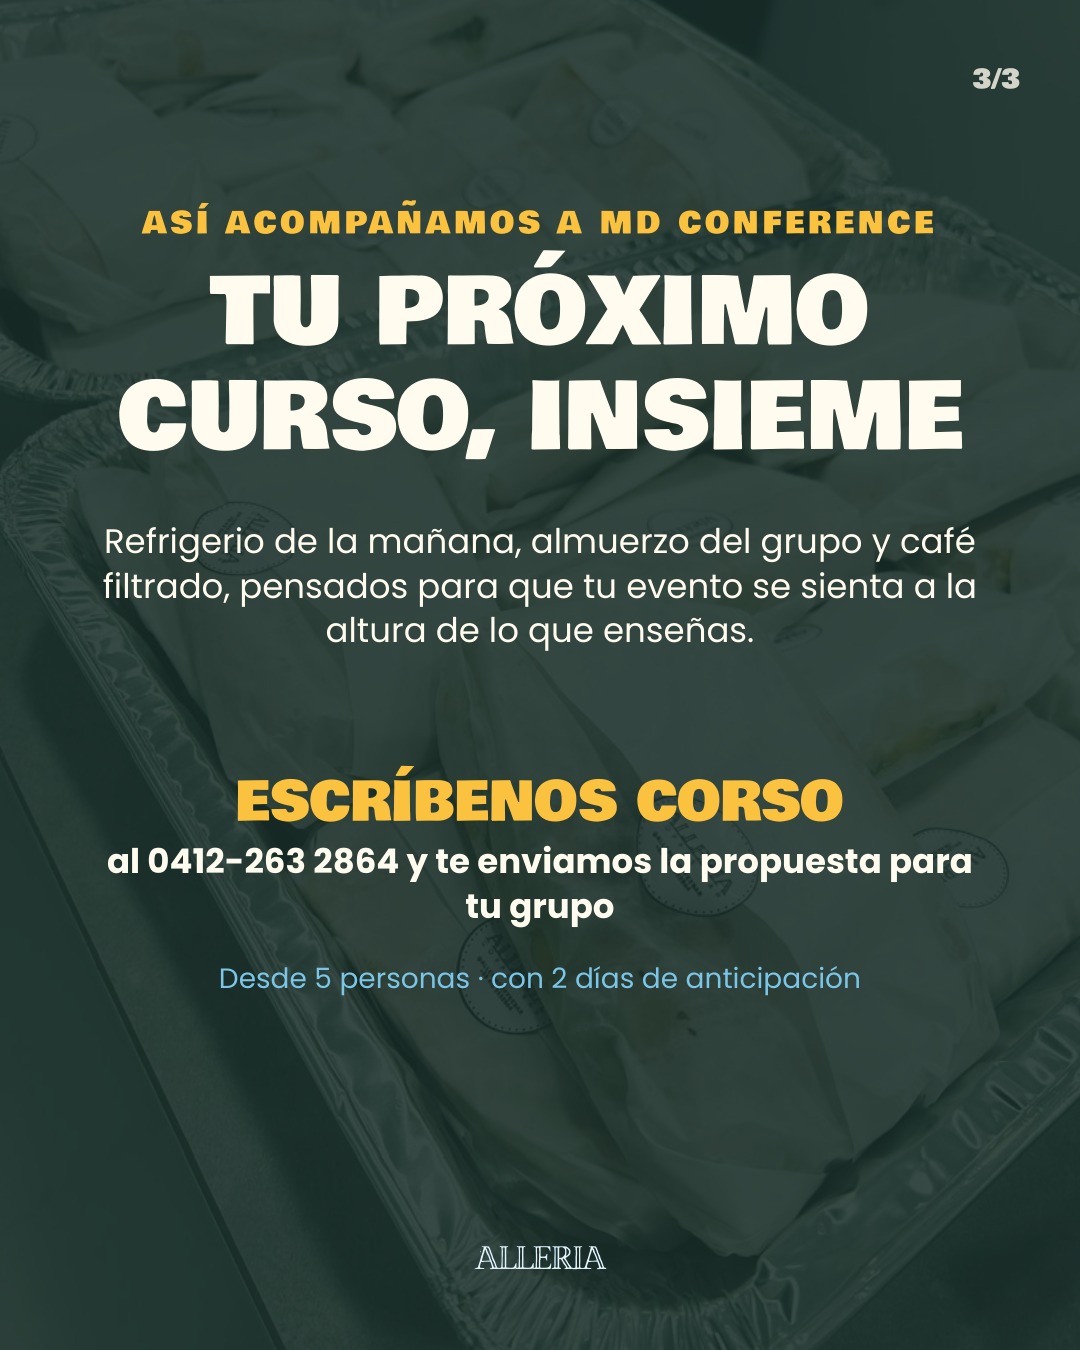 3/3
ASÍ ACOMPAÑAMOS A MD CONFERENCE
TU PRÓXIMO
CURSO, INSIEME
Refrigerio de la mañana, almuerzo del grupo y café
filtrado, pensados para que tu evento se sienta a la
altura de lo que enseñas.
ESCRÍBENOS CORSO
al 0412-263 2864 y te enviamos la propuesta para
tu grupo
Desde 5 personas · con 2 días de anticipación
ALLERIA